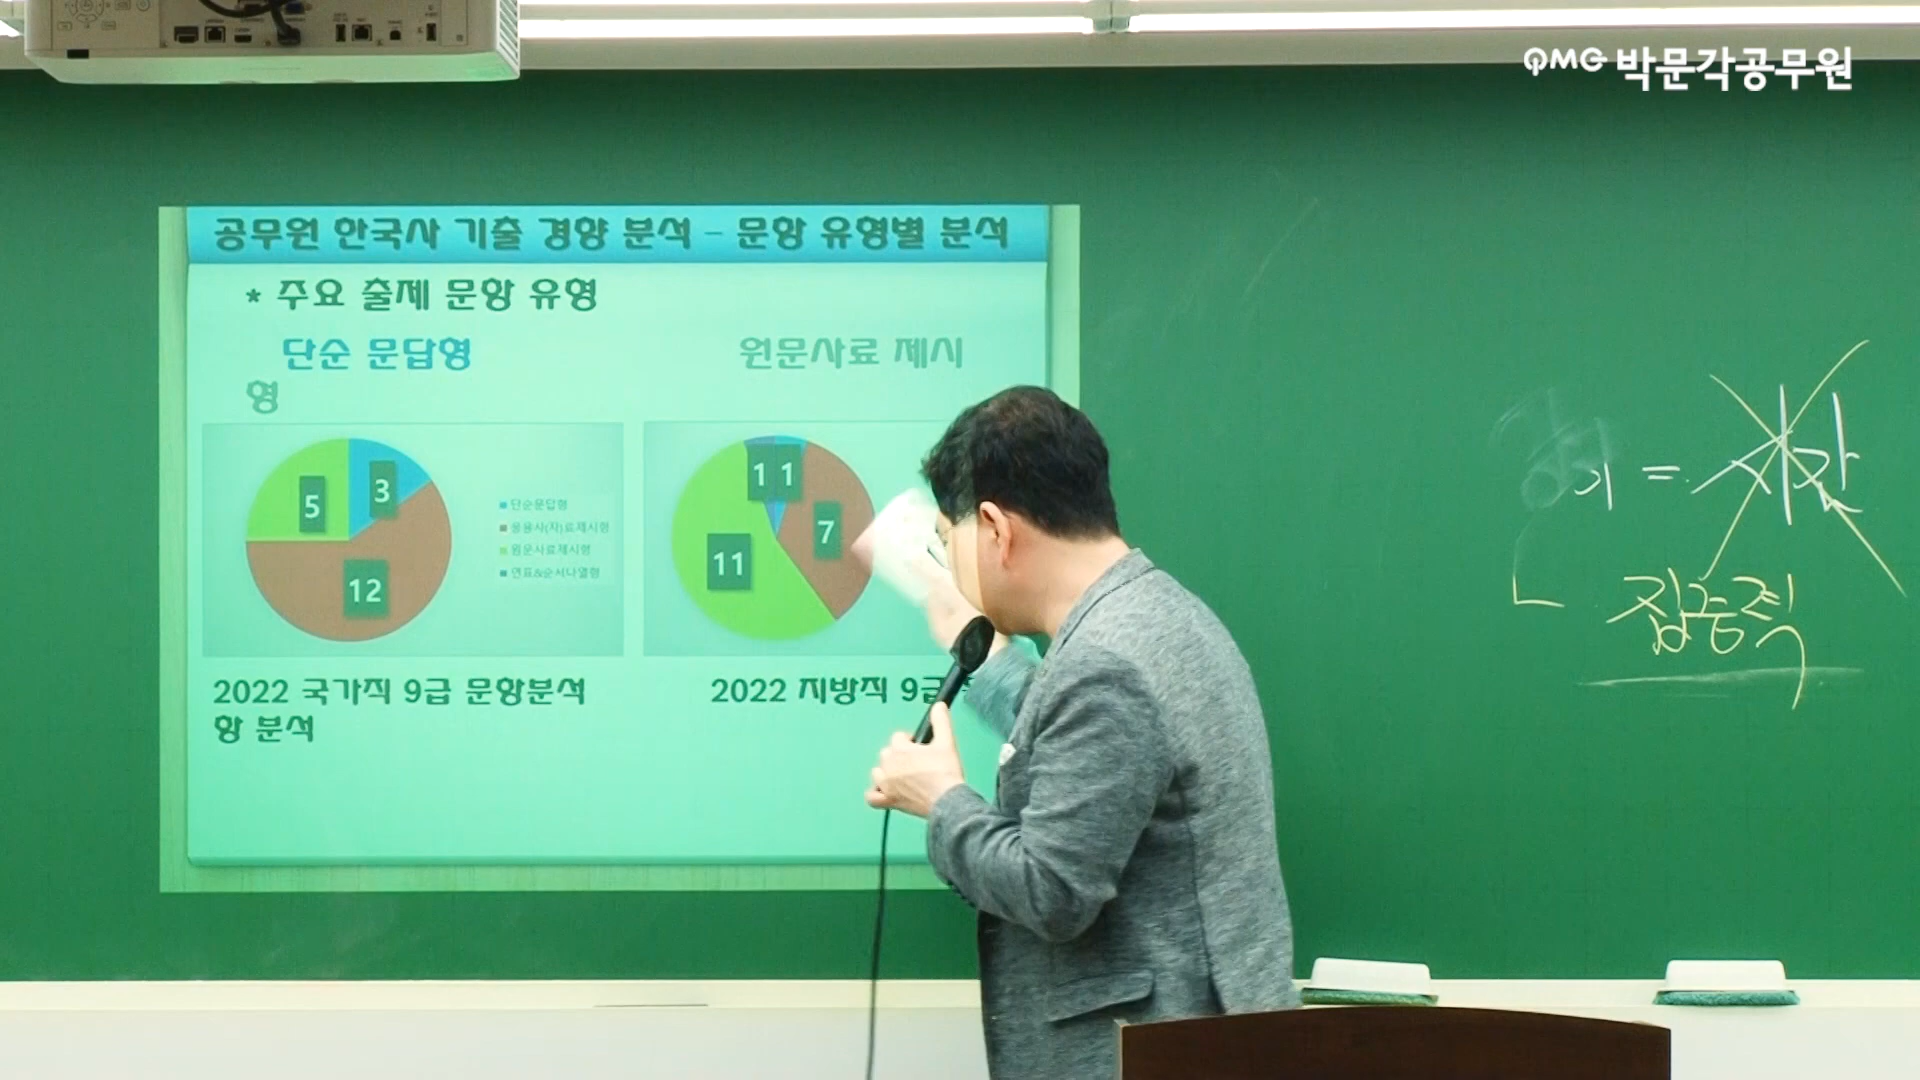 PMG 박문각공무원
공무원 한국사 기출 경향 분석 – 문항 유형별 분석
* 주요 출제 문항 유형
단순 문답형 원문사료 제시
형
5
3
12
단순문답형
응용사(자)료제시형
원문사료제시형
연표&순서나열형
1 1
7
11
2022 국가직 9급 문항분석 2022 지방직 9급
항 분석
= 시간
집중력